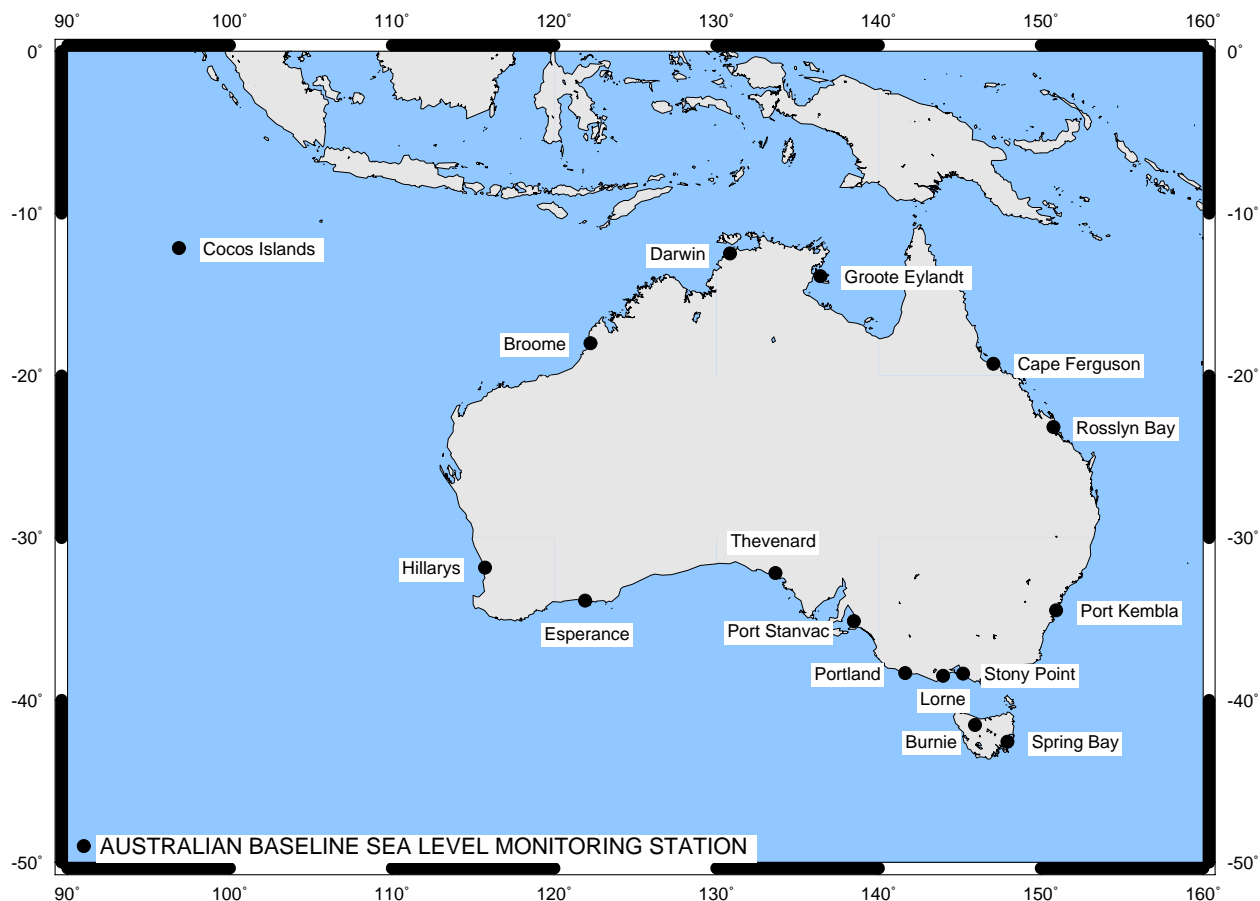 90˚ 100˚ 110˚ 120˚ 130˚ 140˚ 150˚ 160˚
0˚ 0˚
-10˚ -10˚
Cocos Islands
Darwin
Groote Eylandt
Broome
Cape Ferguson
-20˚ -20˚
Rosslyn Bay
-30˚ -30˚
Thevenard
Hillarys
Port Kembla
Esperance
Port Stanvac
Portland
Stony Point
Lorne
-40˚ -40˚
Burnie
Spring Bay
AUSTRALIAN BASELINE SEA LEVEL MONITORING STATION
-50˚ -50˚
90˚ 100˚ 110˚ 120˚ 130˚ 140˚ 150˚ 160˚